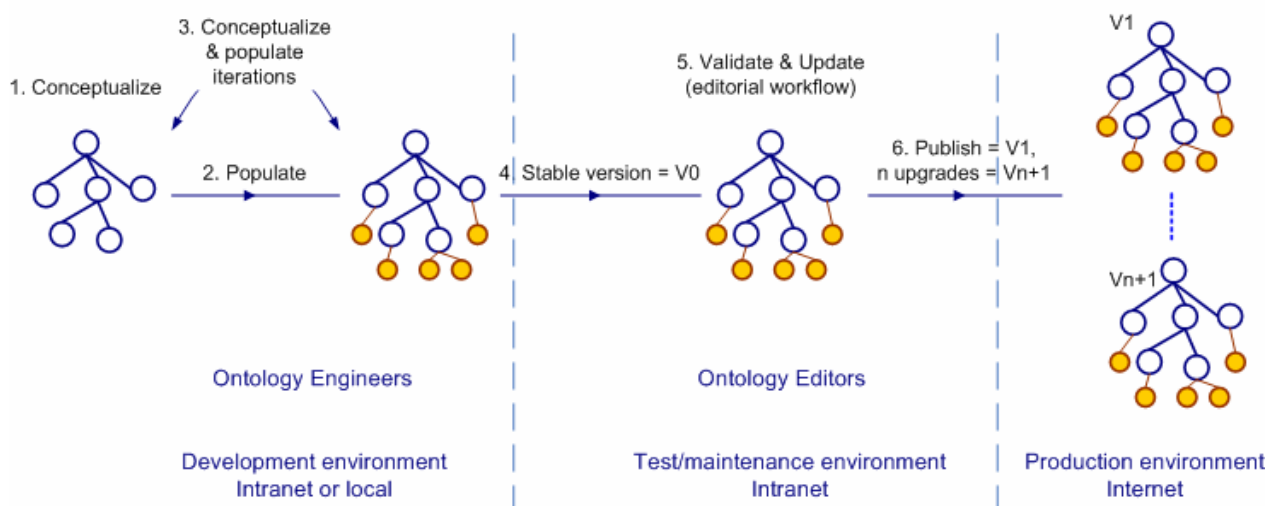 1. Conceptualize
3. Conceptualize
& populate
iterations
2. Populate
4. Stable version = V0
5. Validate & Update
(editorial workflow)
6. Publish = V1,
n upgrades = Vn+1
V1
Vn+1
Ontology Engineers
Ontology Editors
Development environment
Intranet or local
Test/maintenance environment
Intranet
Production environment
Internet